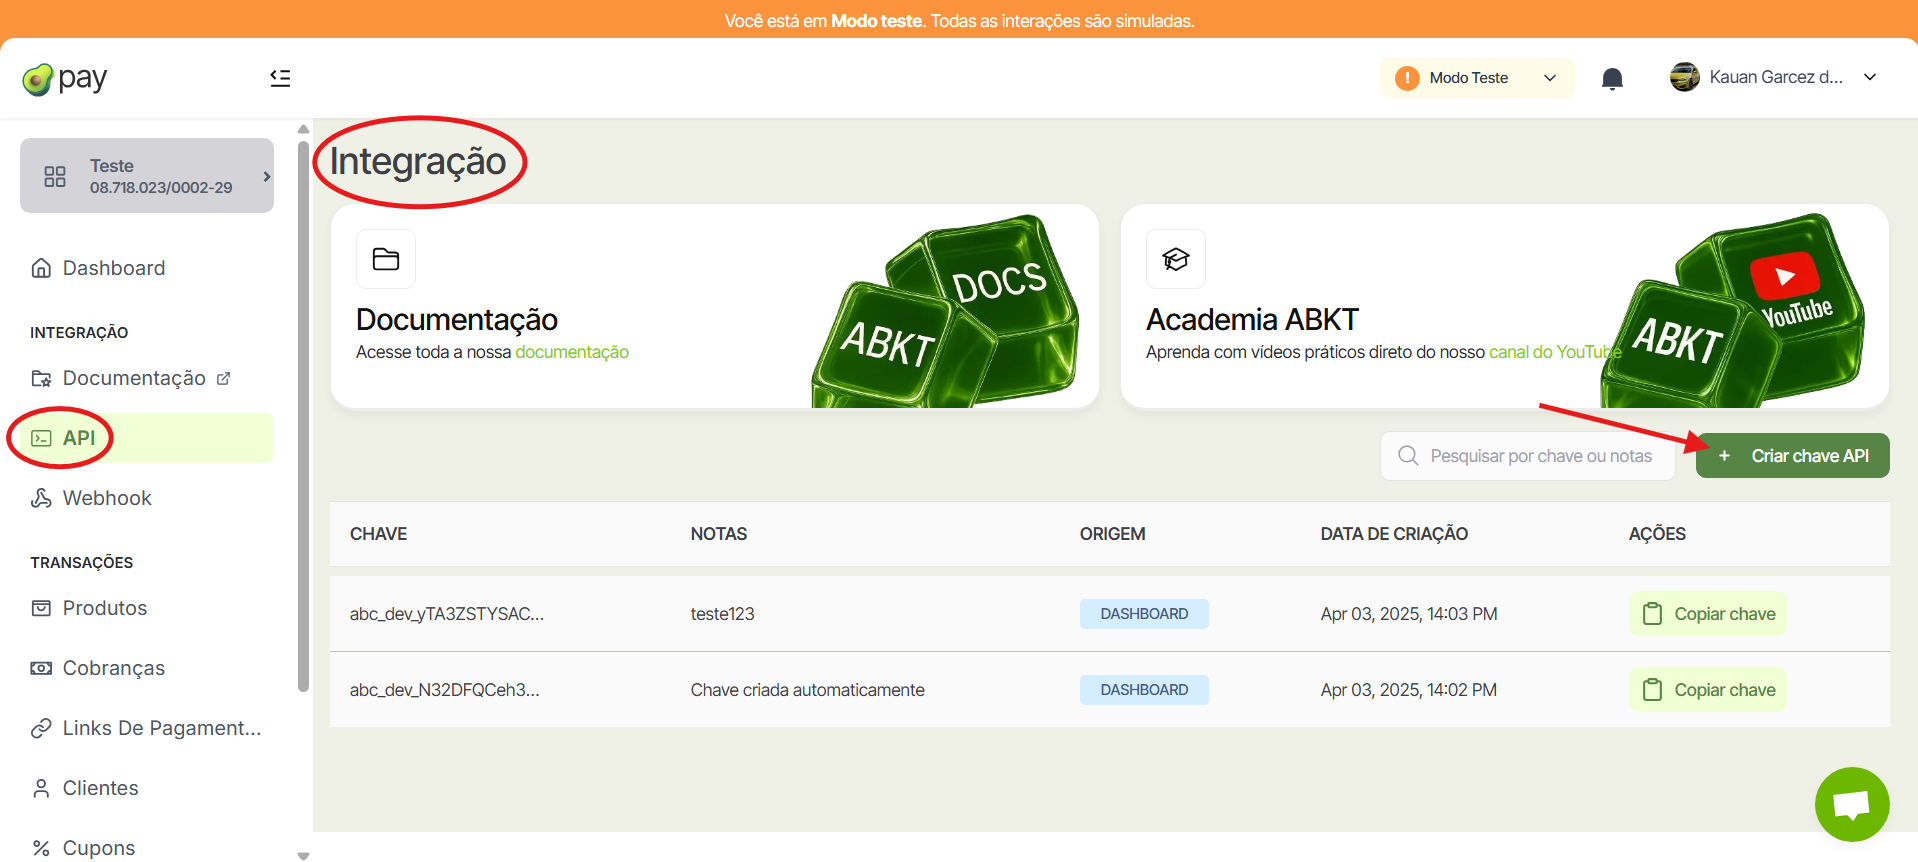 Você está em Modo teste. Todas as interações são simuladas.
pay
! Modo Teste
Kauan Garcez d...
Teste
08.718.023/0002-29
Dashboard
INTEGRAÇÃO
Documentação
API
Webhook
TRANSAÇÕES
Produtos
Cobranças
Links De Pagament...
Clientes
Cupons
Integração
Documentação
Acesse toda a nossa documentação
ABKT
DOCS
Academia ABKT
Aprenda com vídeos práticos direto do nosso canal do YouTube
ABKT
YouTube
Pesquisar por chave ou notas
+ Criar chave API
CHAVE NOTAS ORIGEM DATA DE CRIAÇÃO AÇÕES
abc_dev_yTA3ZSTYSAC... teste123 DASHBOARD Apr 03, 2025, 14:03 PM Copiar chave
abc_dev_N32DFQCeh3... Chave criada automaticamente DASHBOARD Apr 03, 2025, 14:02 PM Copiar chave